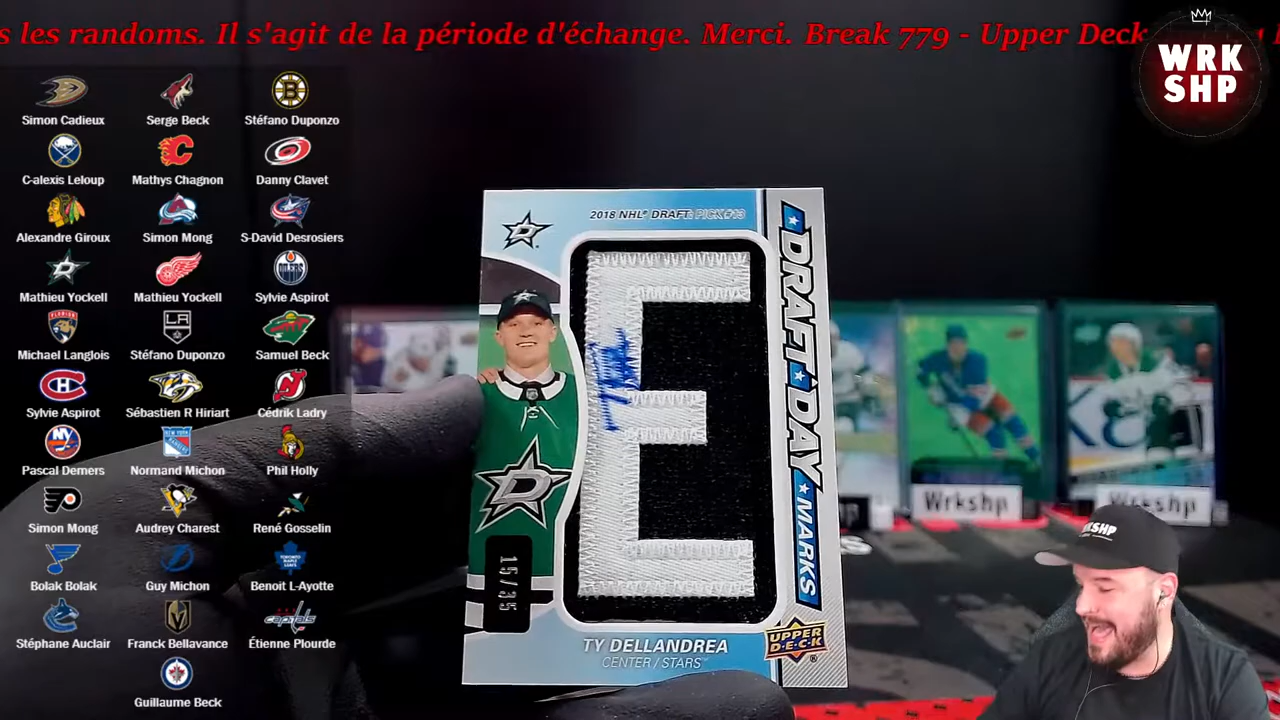 s les randoms. Il s'agit de la période d'échange. Merci. Break 779 - Upper Deck
WRK
SHP
Simon Cadieux
Serge Beck
Stéfano Duponzo
C-alexis Leloup
Mathys Chagnon
Danny Clavet
Alexandre Giroux
Simon Mong
S-David Desrosiers
Mathieu Yockell
Mathieu Yockell
Sylvie Aspirot
Michael Langlois
Stéfano Duponzo
Samuel Beck
Sylvie Aspirot
Sébastien R Hiriart
Cédrik Ladry
Pascal Demers
Normand Michon
Phil Holly
Simon Mong
Audrey Charest
René Gosselin
Bolak Bolak
Guy Michon
Benoit L-Ayotte
Stéphane Auclair
Franck Bellavance
Étienne Plourde
Guillaume Beck
2018 NHL® DRAFT: PICK #13
E
DRAFT DAY MARKS
15/35
TY DELLANDREA
CENTER / STARS™
UPPER
D·E·C·K
Wrkshp
Wrkshp
WRKSHP